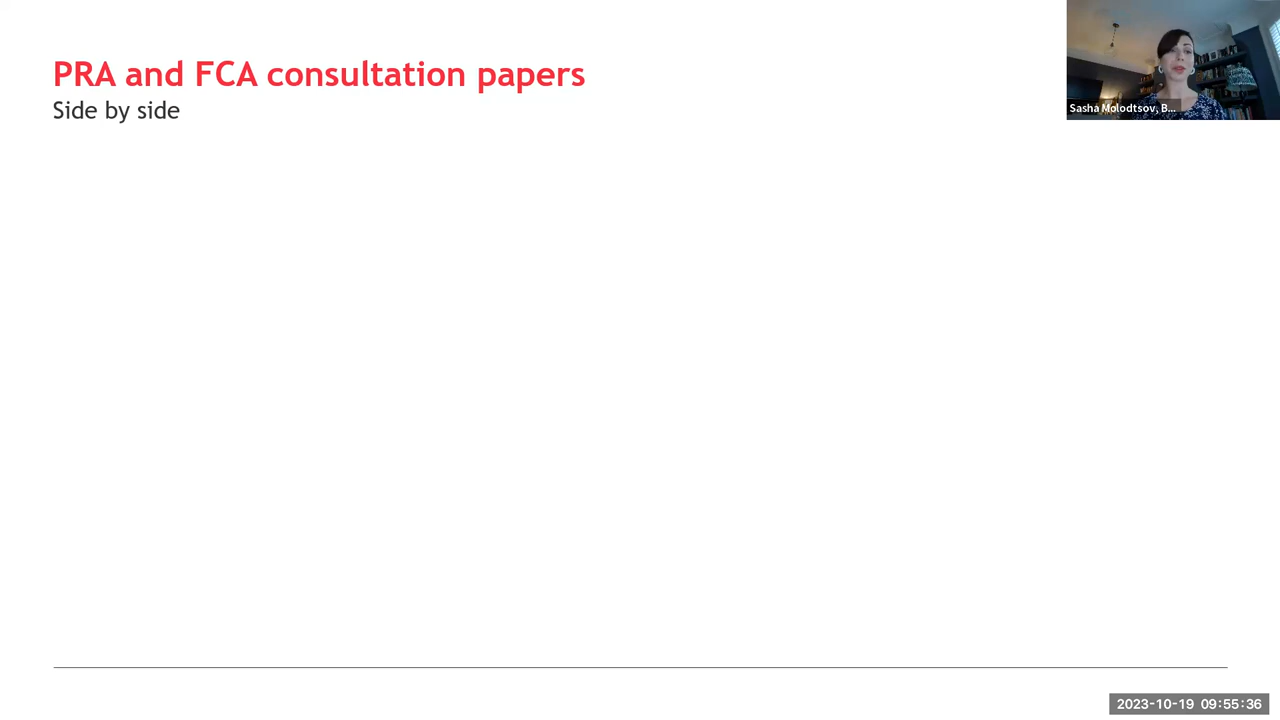 PRA and FCA consultation papers
Side by side
Sasha Molodtsov, B...
2023-10-19 09:55:36